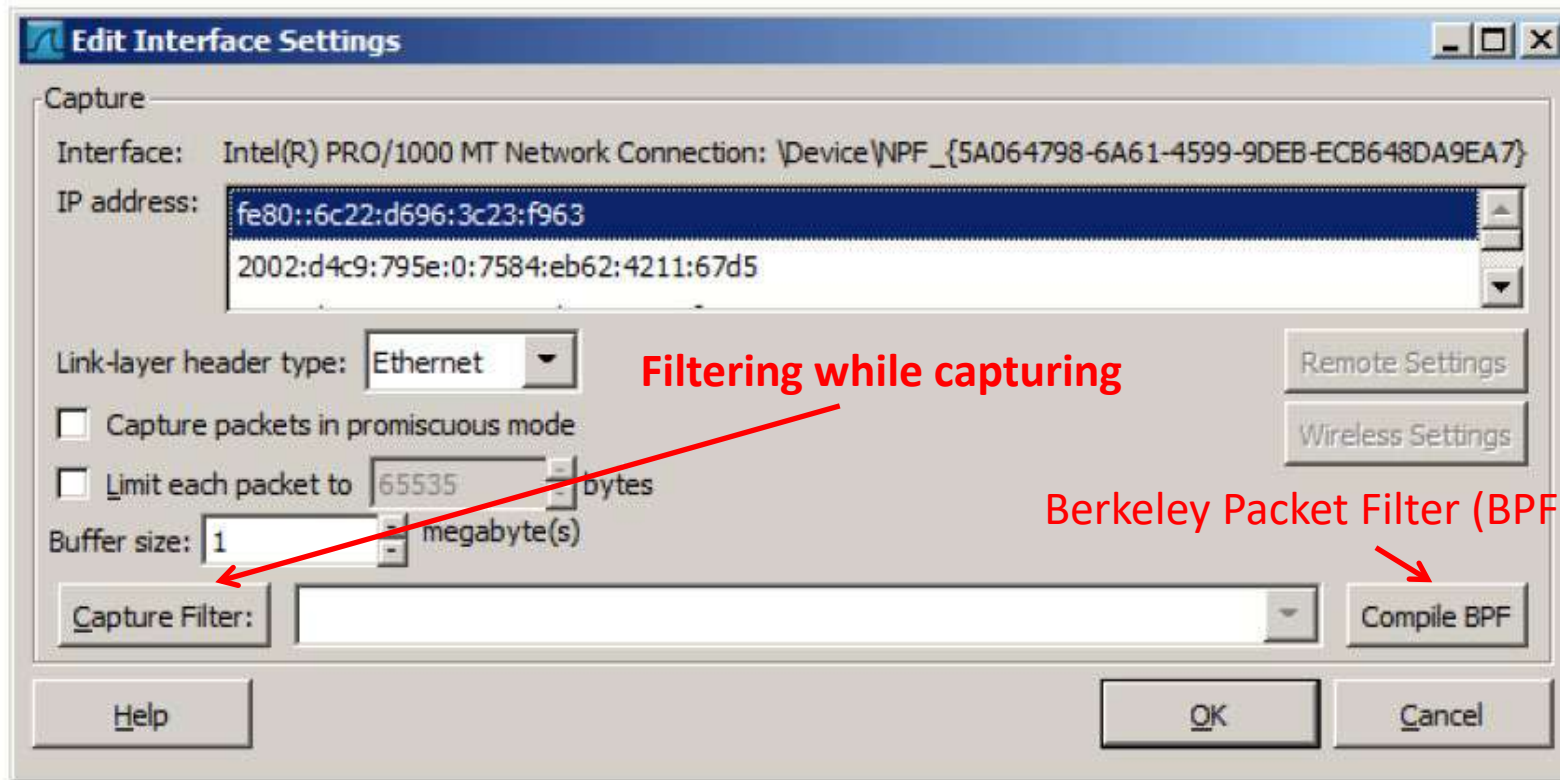 Edit Interface Settings
Capture
Interface: Intel(R) PRO/1000 MT Network Connection: \Device\NPF_{5A064798-6A61-4599-9DEB-ECB648DA9EA7}
IP address: fe80::6c22:d696:3c23:f963
2002:d4c9:795e:0:7584:eb62:4211:67d5
Link-layer header type: Ethernet
Filtering while capturing
Remote Settings
Capture packets in promiscuous mode
Wireless Settings
Limit each packet to 65535 bytes
Berkeley Packet Filter (BPF
Buffer size: 1 megabyte(s)
Capture Filter: Compile BPF
Help OK Cancel